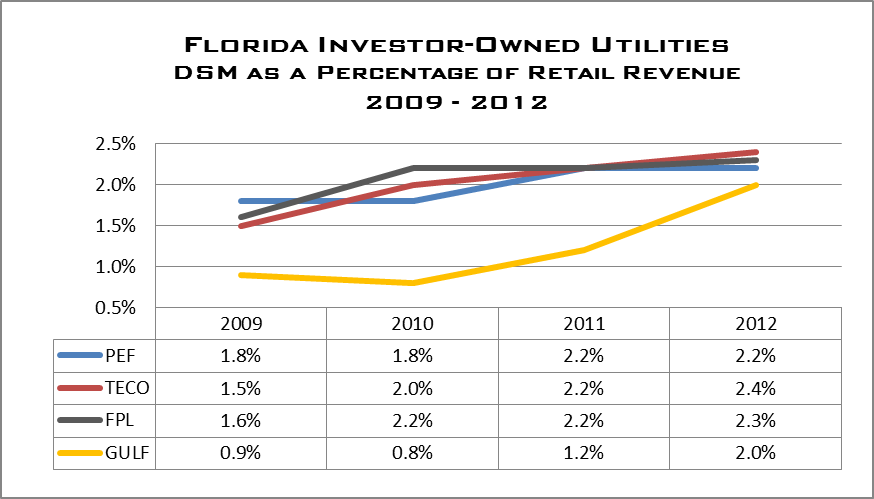 Florida Investor-Owned Utilities
DSM as a Percentage of Retail Revenue
2009 - 2012
2.5%
2.0%
1.5%
1.0%
0.5%
2009 2010 2011 2012
PEF 1.8% 1.8% 2.2% 2.2%
TECO 1.5% 2.0% 2.2% 2.4%
FPL 1.6% 2.2% 2.2% 2.3%
GULF 0.9% 0.8% 1.2% 2.0%